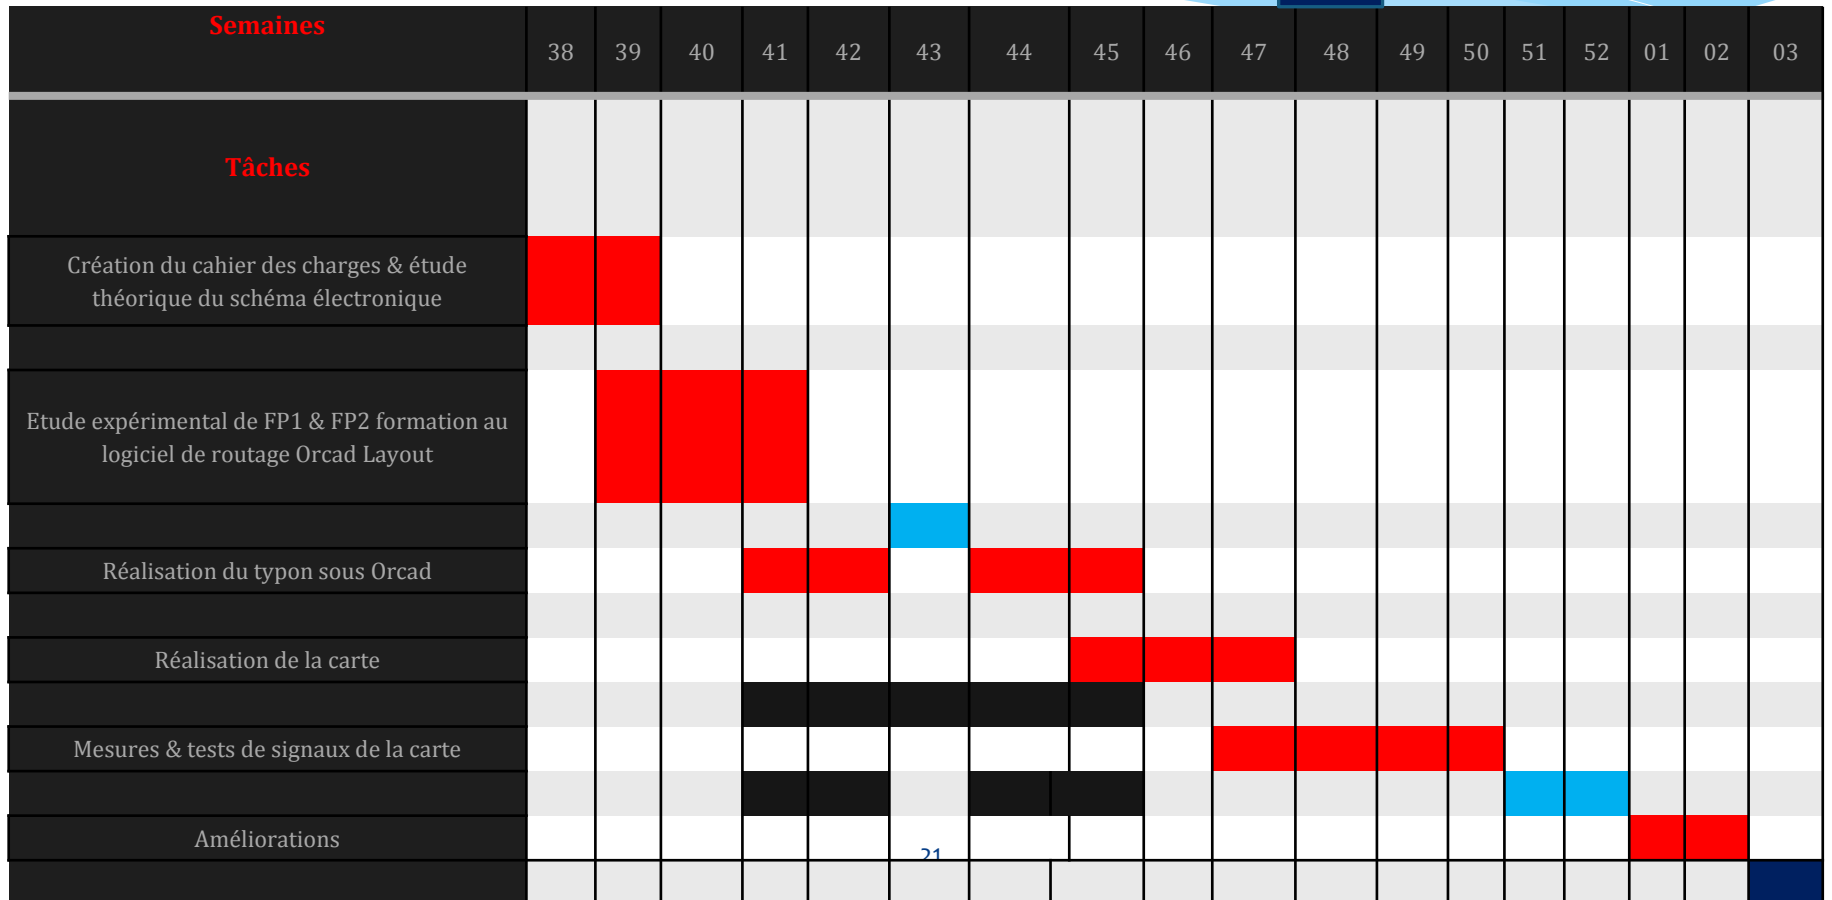 Semaines
38 39 40 41 42 43 44 45 46 47 48 49 50 51 52 01 02 03
Tâches
Création du cahier des charges & étude
théorique du schéma électronique
Etude expérimental de FP1 & FP2 formation au
logiciel de routage Orcad Layout
Réalisation du typon sous Orcad
Réalisation de la carte
Mesures & tests de signaux de la carte
Améliorations
21